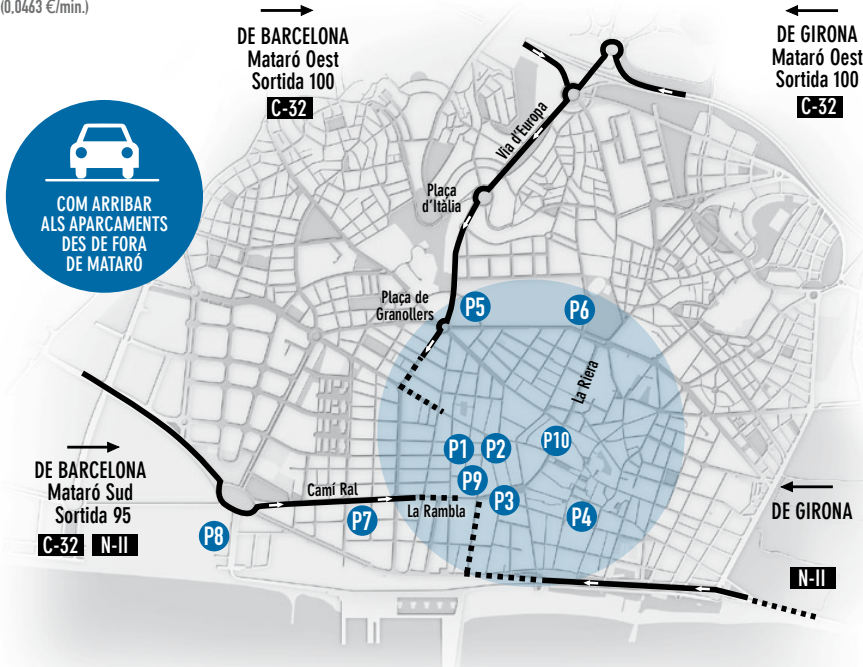 (0,0463 €/min.)
DE BARCELONA
Mataró Oest
Sortida 100
C-32
DE GIRONA
Mataró Oest
Sortida 100
C-32
COM ARRIBAR
ALS APARCAMENTS
DES DE FORA
DE MATARÓ
Via d'Europa
Plaça
d'Itàlia
Plaça de
Granollers
P5
P6
La Riera
P1
P2
P10
P9
P3
P4
DE BARCELONA
Mataró Sud
Sortida 95
C-32 N-II
Camí Ral
La Rambla
P7
P8
DE GIRONA
N-II